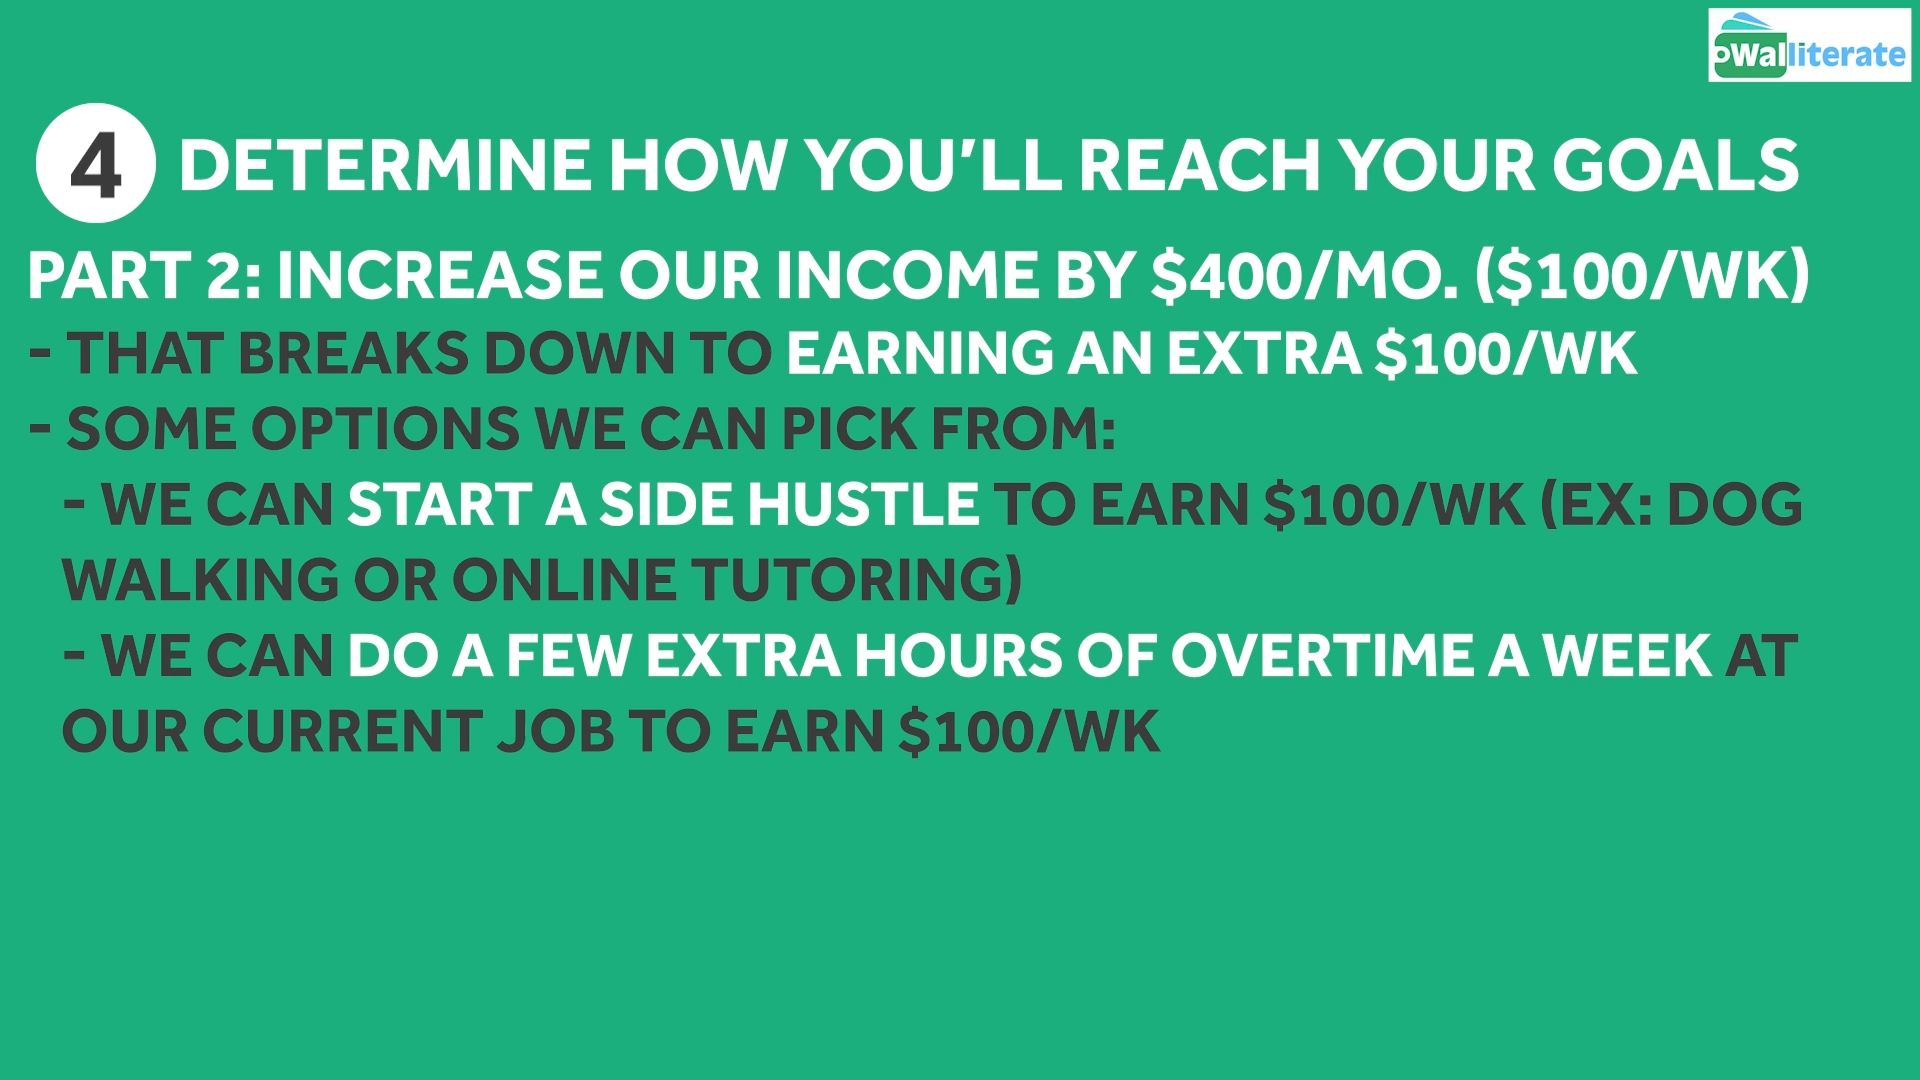 oWalliterate
4 DETERMINE HOW YOU'LL REACH YOUR GOALS
PART 2: INCREASE OUR INCOME BY $400/MO. ($100/WK)
- THAT BREAKS DOWN TO EARNING AN EXTRA $100/WK
- SOME OPTIONS WE CAN PICK FROM:
- WE CAN START A SIDE HUSTLE TO EARN $100/WK (EX: DOG
WALKING OR ONLINE TUTORING)
- WE CAN DO A FEW EXTRA HOURS OF OVERTIME A WEEK AT
OUR CURRENT JOB TO EARN $100/WK